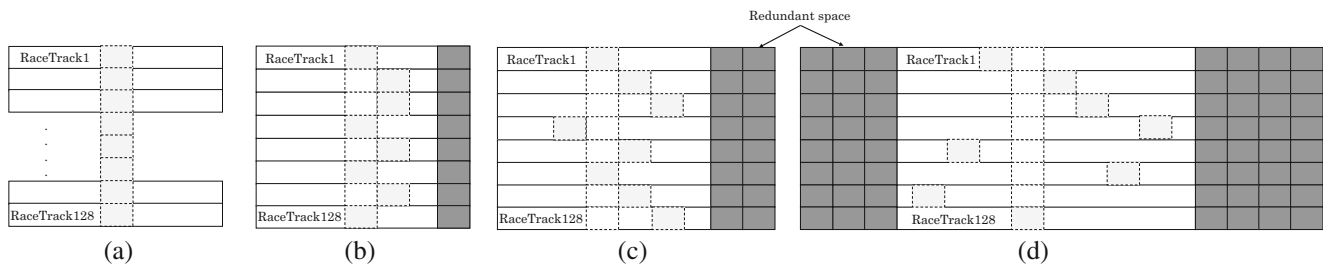 Redundant space
RaceTrack1
RaceTrack128
(a)
RaceTrack1
RaceTrack128
(b)
RaceTrack1
RaceTrack128
(c)
RaceTrack1
RaceTrack128
(d)